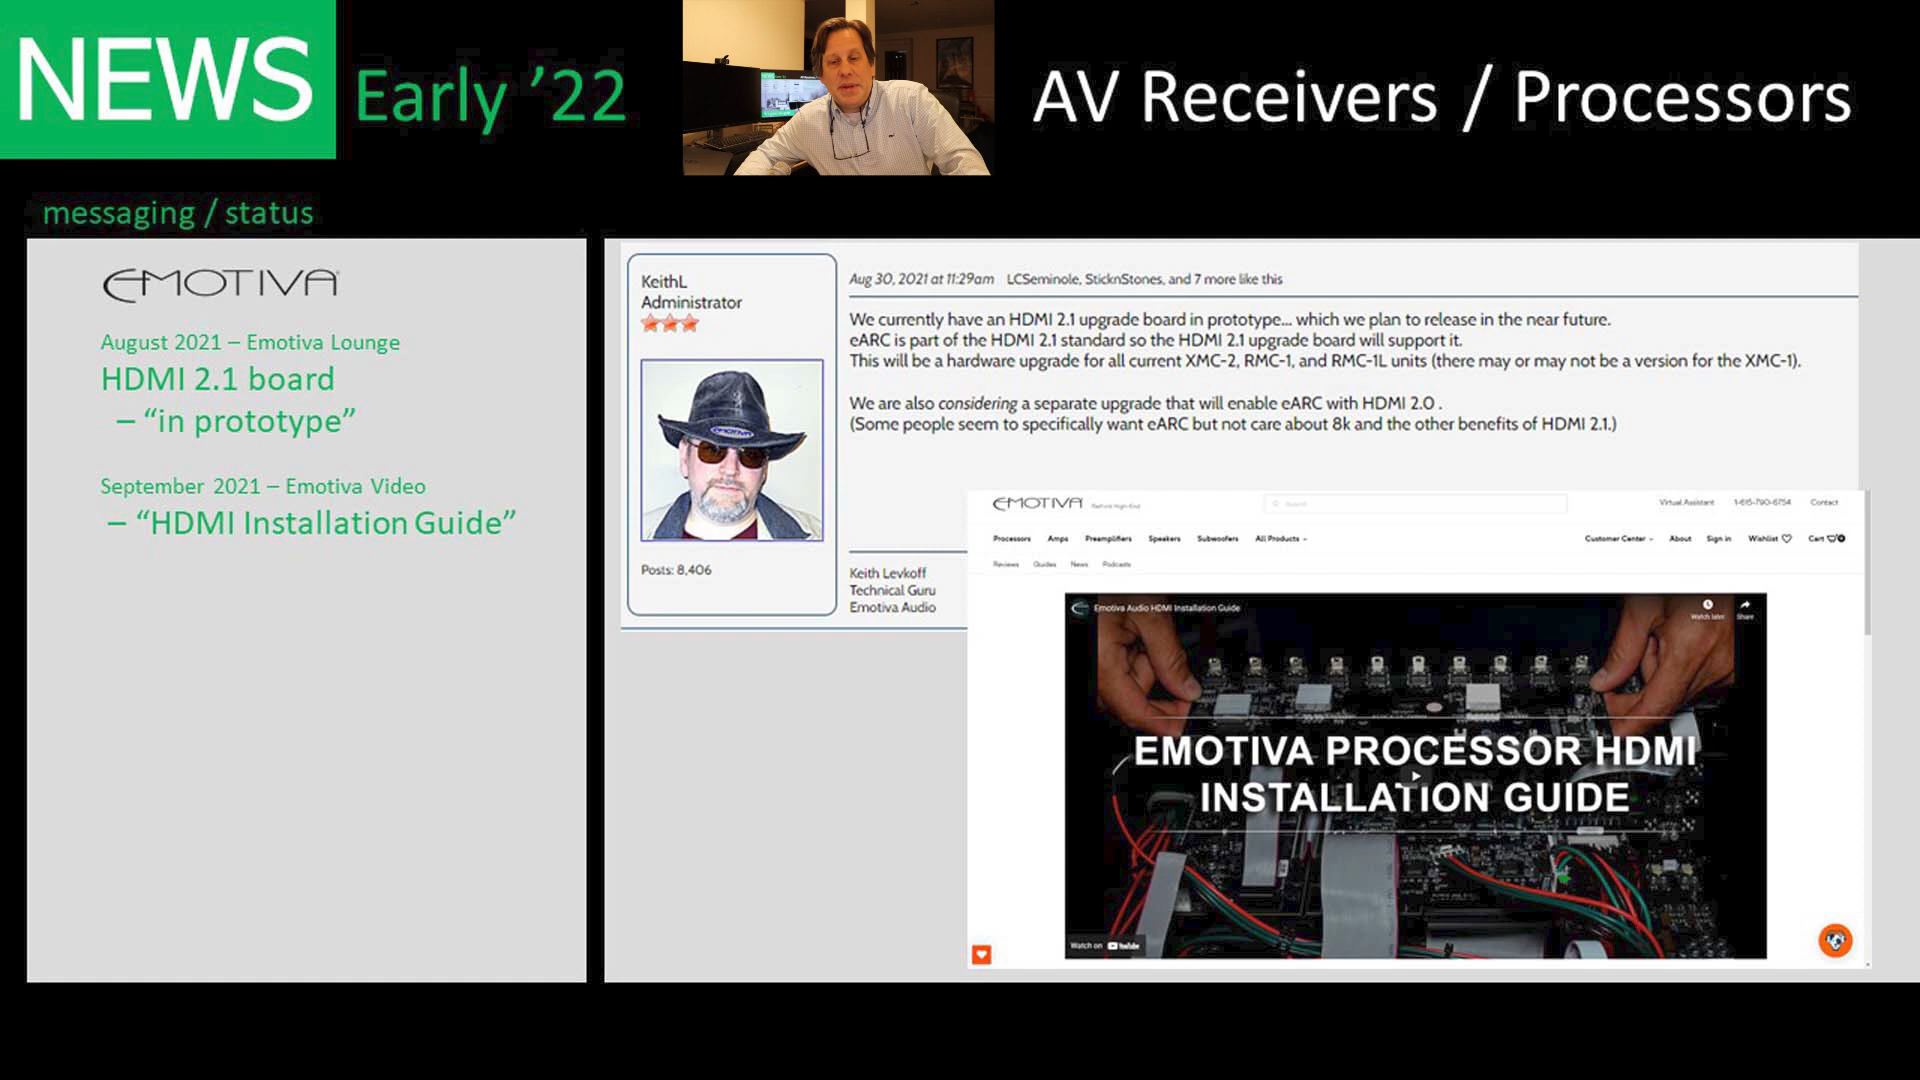 NEWS
Early ’22
AV Receivers / Processors
messaging / status
EMOTIVA
August 2021 – Emotiva Lounge
HDMI 2.1 board
– “in prototype”
September 2021 – Emotiva Video
– “HDMI Installation Guide”
KeithL
Administrator
Posts: 8,406
Aug 30, 2021 at 11:29am LCSeminole, SticknStones, and 7 more like this
We currently have an HDMI 2.1 upgrade board in prototype... which we plan to release in the near future.
eARC is part of the HDMI 2.1 standard so the HDMI 2.1 upgrade board will support it.
This will be a hardware upgrade for all current XMC-2, RMC-1, and RMC-1L units (there may or may not be a version for the XMC-1).
We are also considering a separate upgrade that will enable eARC with HDMI 2.0 .
(Some people seem to specifically want eARC but not care about 8k and the other benefits of HDMI 2.1.)
Keith Levkoff
Technical Guru
Emotiva Audio
EMOTIVA
Search
Virtual Assistant 1-615-790-6754 Contact
Processors Amps Preamplifiers Speakers Subwoofers All Products
Customer Center About Sign in Wishlist Cart 0
Reviews Guides News Podcasts
Emotiva Audio HDMI Installation Guide
Watch later Share
EMOTIVA PROCESSOR HDMI
INSTALLATION GUIDE
Watch on YouTube